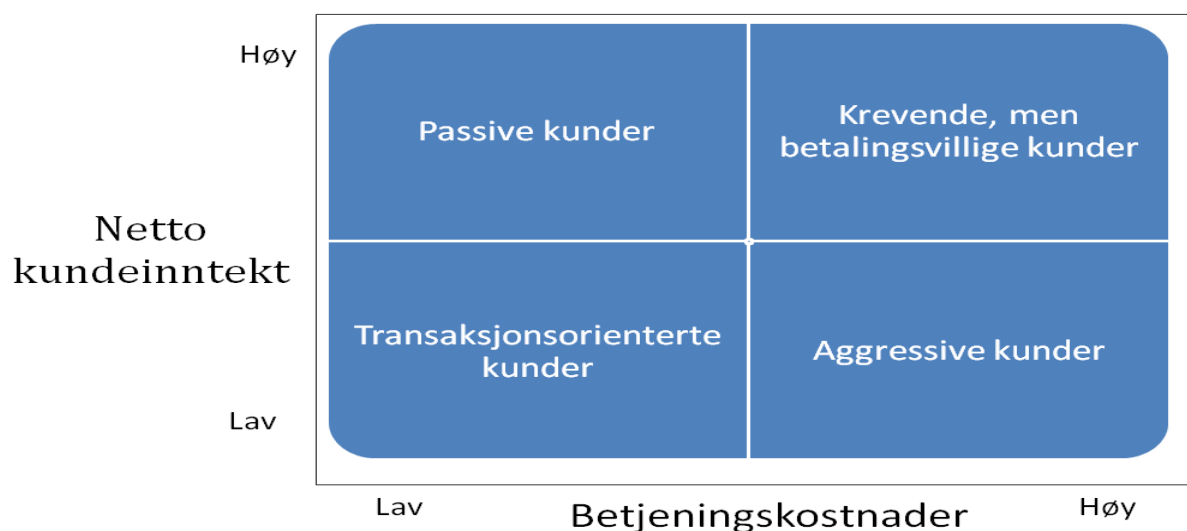 Høy
Passive kunder
Krevende, men
betalingsvillige kunder
Netto
kundeinntekt
Transaksjonsorienterte
kunder
Aggressive kunder
Lav
Lav
Betjeningskostnader
Høy